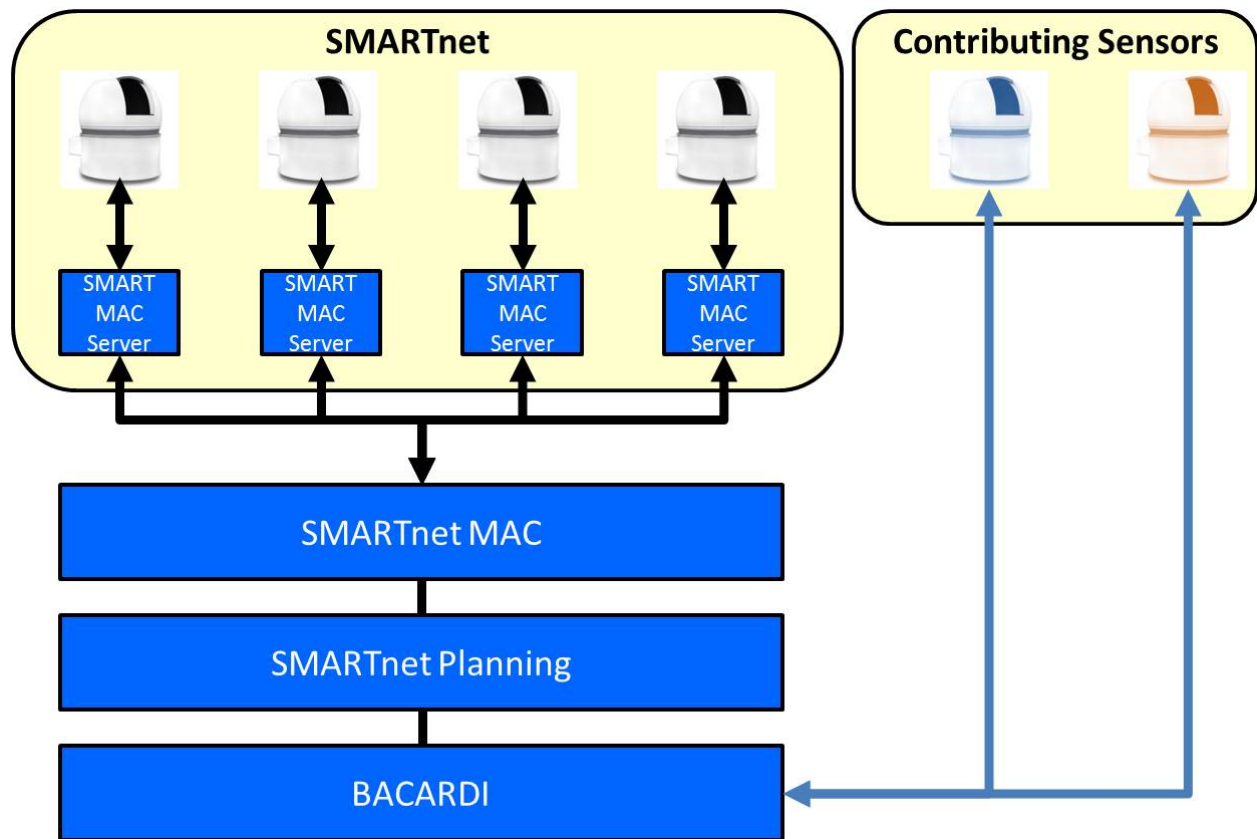 SMARTnet
Contributing Sensors
SMART
MAC
Server
SMART
MAC
Server
SMART
MAC
Server
SMART
MAC
Server
SMARTnet MAC
SMARTnet Planning
BACARDI